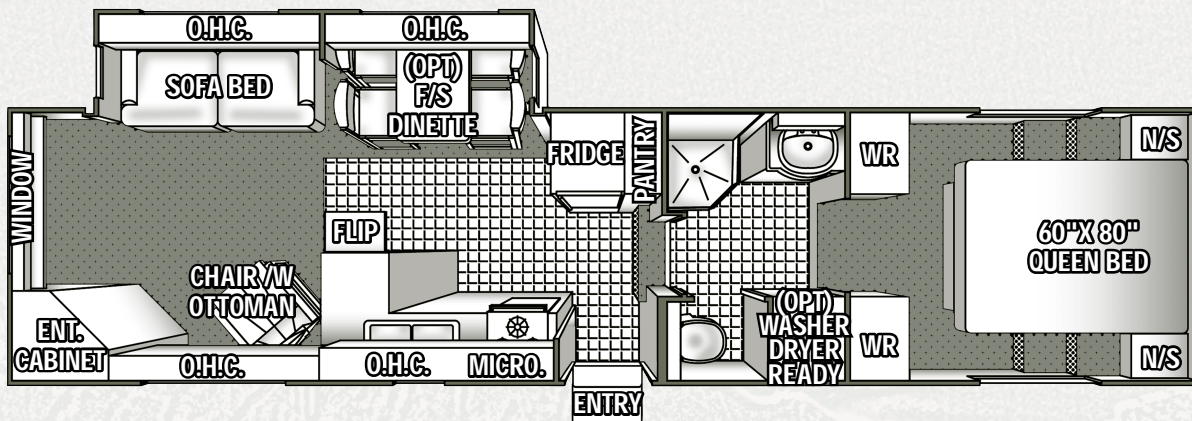 O.H.C.
O.H.C.
SOFA BED
(OPT)
F/S
DINETTE
WINDOW
FRIDGE
PANTRY
WR
N/S
FLIP
60"X 80"
QUEEN BED
CHAIR /W
OTTOMAN
ENT.
CABINET
O.H.C.
O.H.C.
MICRO.
(OPT)
WASHER
DRYER
READY
WR
N/S
ENTRY